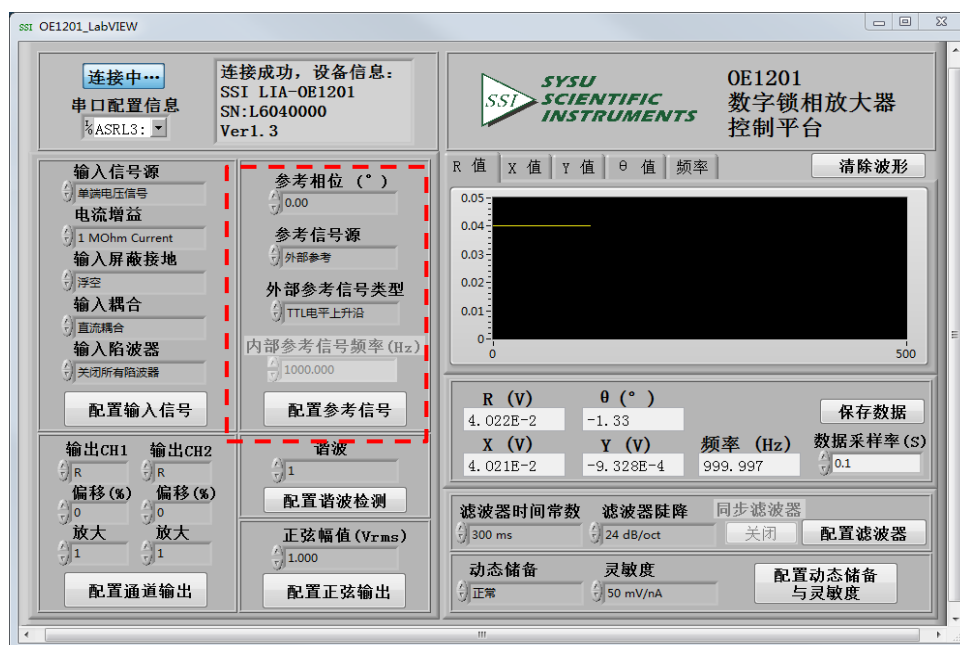 SSI OE1201_LabVIEW
连接中…
串口配置信息
ASRL3:
连接成功，设备信息：
SSI LIA-OE1201
SN:L6040000
Ver1.3
SSI
SYSU
SCIENTIFIC
INSTRUMENTS
OE1201
数字锁相放大器
控制平台
输入信号源
单端电压信号
电流增益
1 MOhm Current
输入屏蔽接地
浮空
输入耦合
直流耦合
输入陷波器
关闭所有陷波器
配置输入信号
参考相位（°）
0.00
参考信号源
外部参考
外部参考信号类型
TTL电平上升沿
内部参考信号频率(Hz)
1000.000
配置参考信号
R 值 X 值 Y 值 θ 值 频率
清除波形
0.05
0.04
0.03
0.02
0.01
0
0 500
R (V) θ (°)
4.022E-2 -1.33
保存数据
X (V) Y (V) 频率 (Hz) 数据采样率(S)
4.021E-2 -9.328E-4 999.997 0.1
输出CH1 输出CH2
R R
偏移(%) 偏移(%)
0 0
放大 放大
1 1
配置通道输出
谐波
1
配置谐波检测
正弦幅值(Vrms)
1.000
配置正弦输出
滤波器时间常数 滤波器陡降 同步滤波器
300 ms 24 dB/oct 关闭 配置滤波器
动态储备 灵敏度
正常 50 mV/nA
配置动态储备
与灵敏度